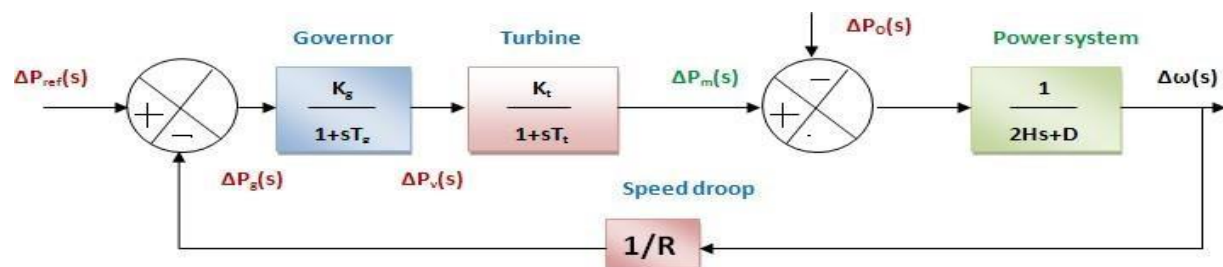 Governor
Turbine
ΔP_O(s)
Power system
ΔP_ref(s)
K_g
1+sT_g
K_t
1+sT_t
ΔP_m(s)
1
2Hs+D
Δω(s)
+
−
−
ΔP_g(s)
ΔP_v(s)
Speed droop
1/R